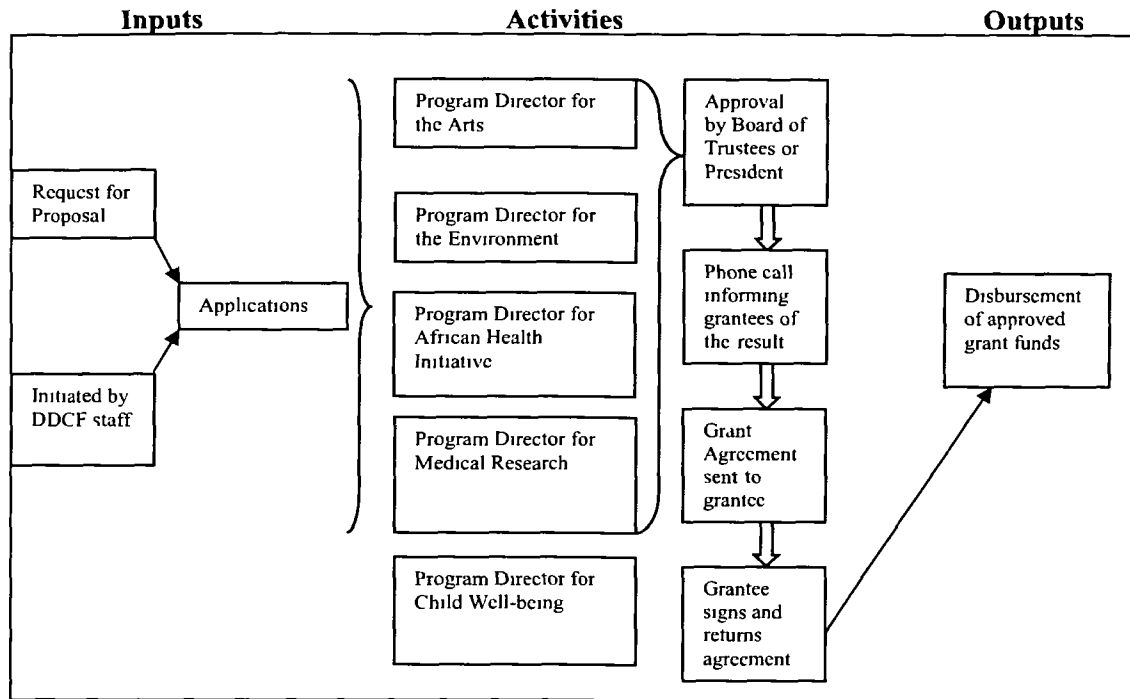 Inputs
Activities
Outputs
Request for
Proposal
Initiated by
DDCF staff
Applications
Program Director for
the Arts
Program Director for
the Environment
Program Director for
African Health
Initiative
Program Director for
Medical Research
Program Director for
Child Well-being
Approval
by Board of
Trustees or
President
Phone call
informing
grantees of
the result
Grant
Agreement
sent to
grantee
Grantee
signs and
returns
agreement
Disbursement
of approved
grant funds